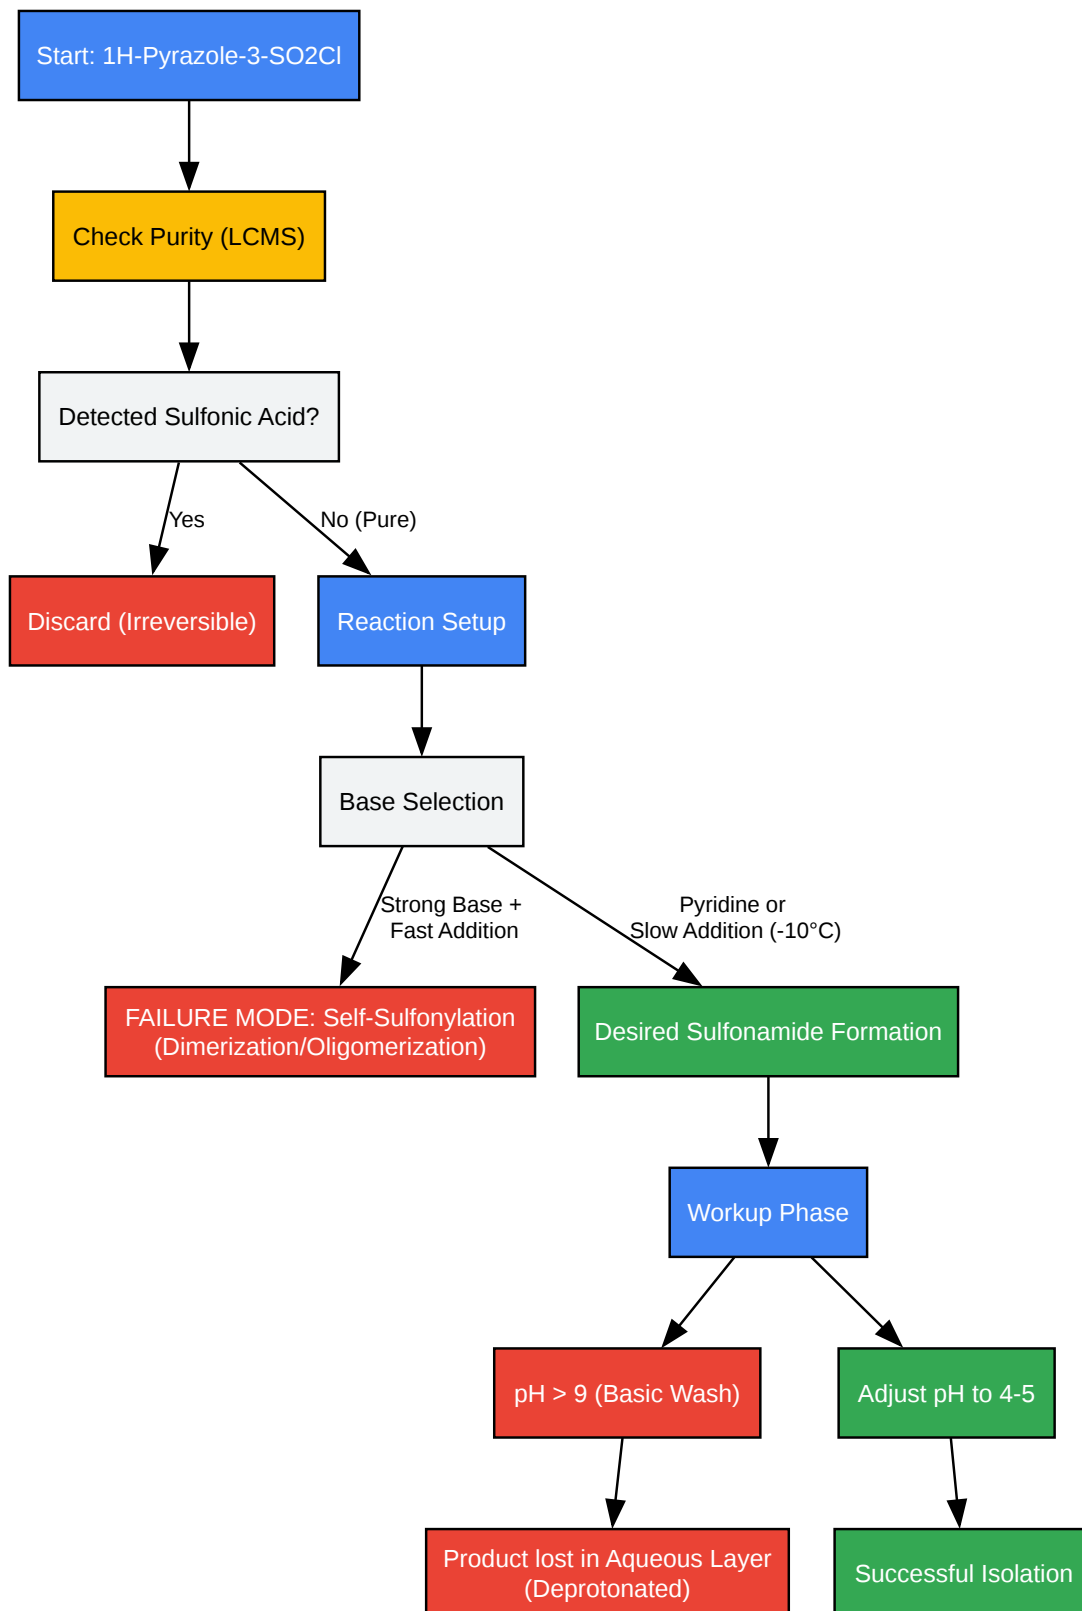 Start: 1H-Pyrazole-3-SO2Cl
Check Purity (LCMS)
Detected Sulfonic Acid?
Yes
No (Pure)
Discard (Irreversible)
Reaction Setup
Base Selection
Strong Base +
Fast Addition
Pyridine or
Slow Addition (-10°C)
FAILURE MODE: Self-Sulfonylation
(Dimerization/Oligomerization)
Desired Sulfonamide Formation
Workup Phase
pH > 9 (Basic Wash)
Adjust pH to 4-5
Product lost in Aqueous Layer
(Deprotonated)
Successful Isolation